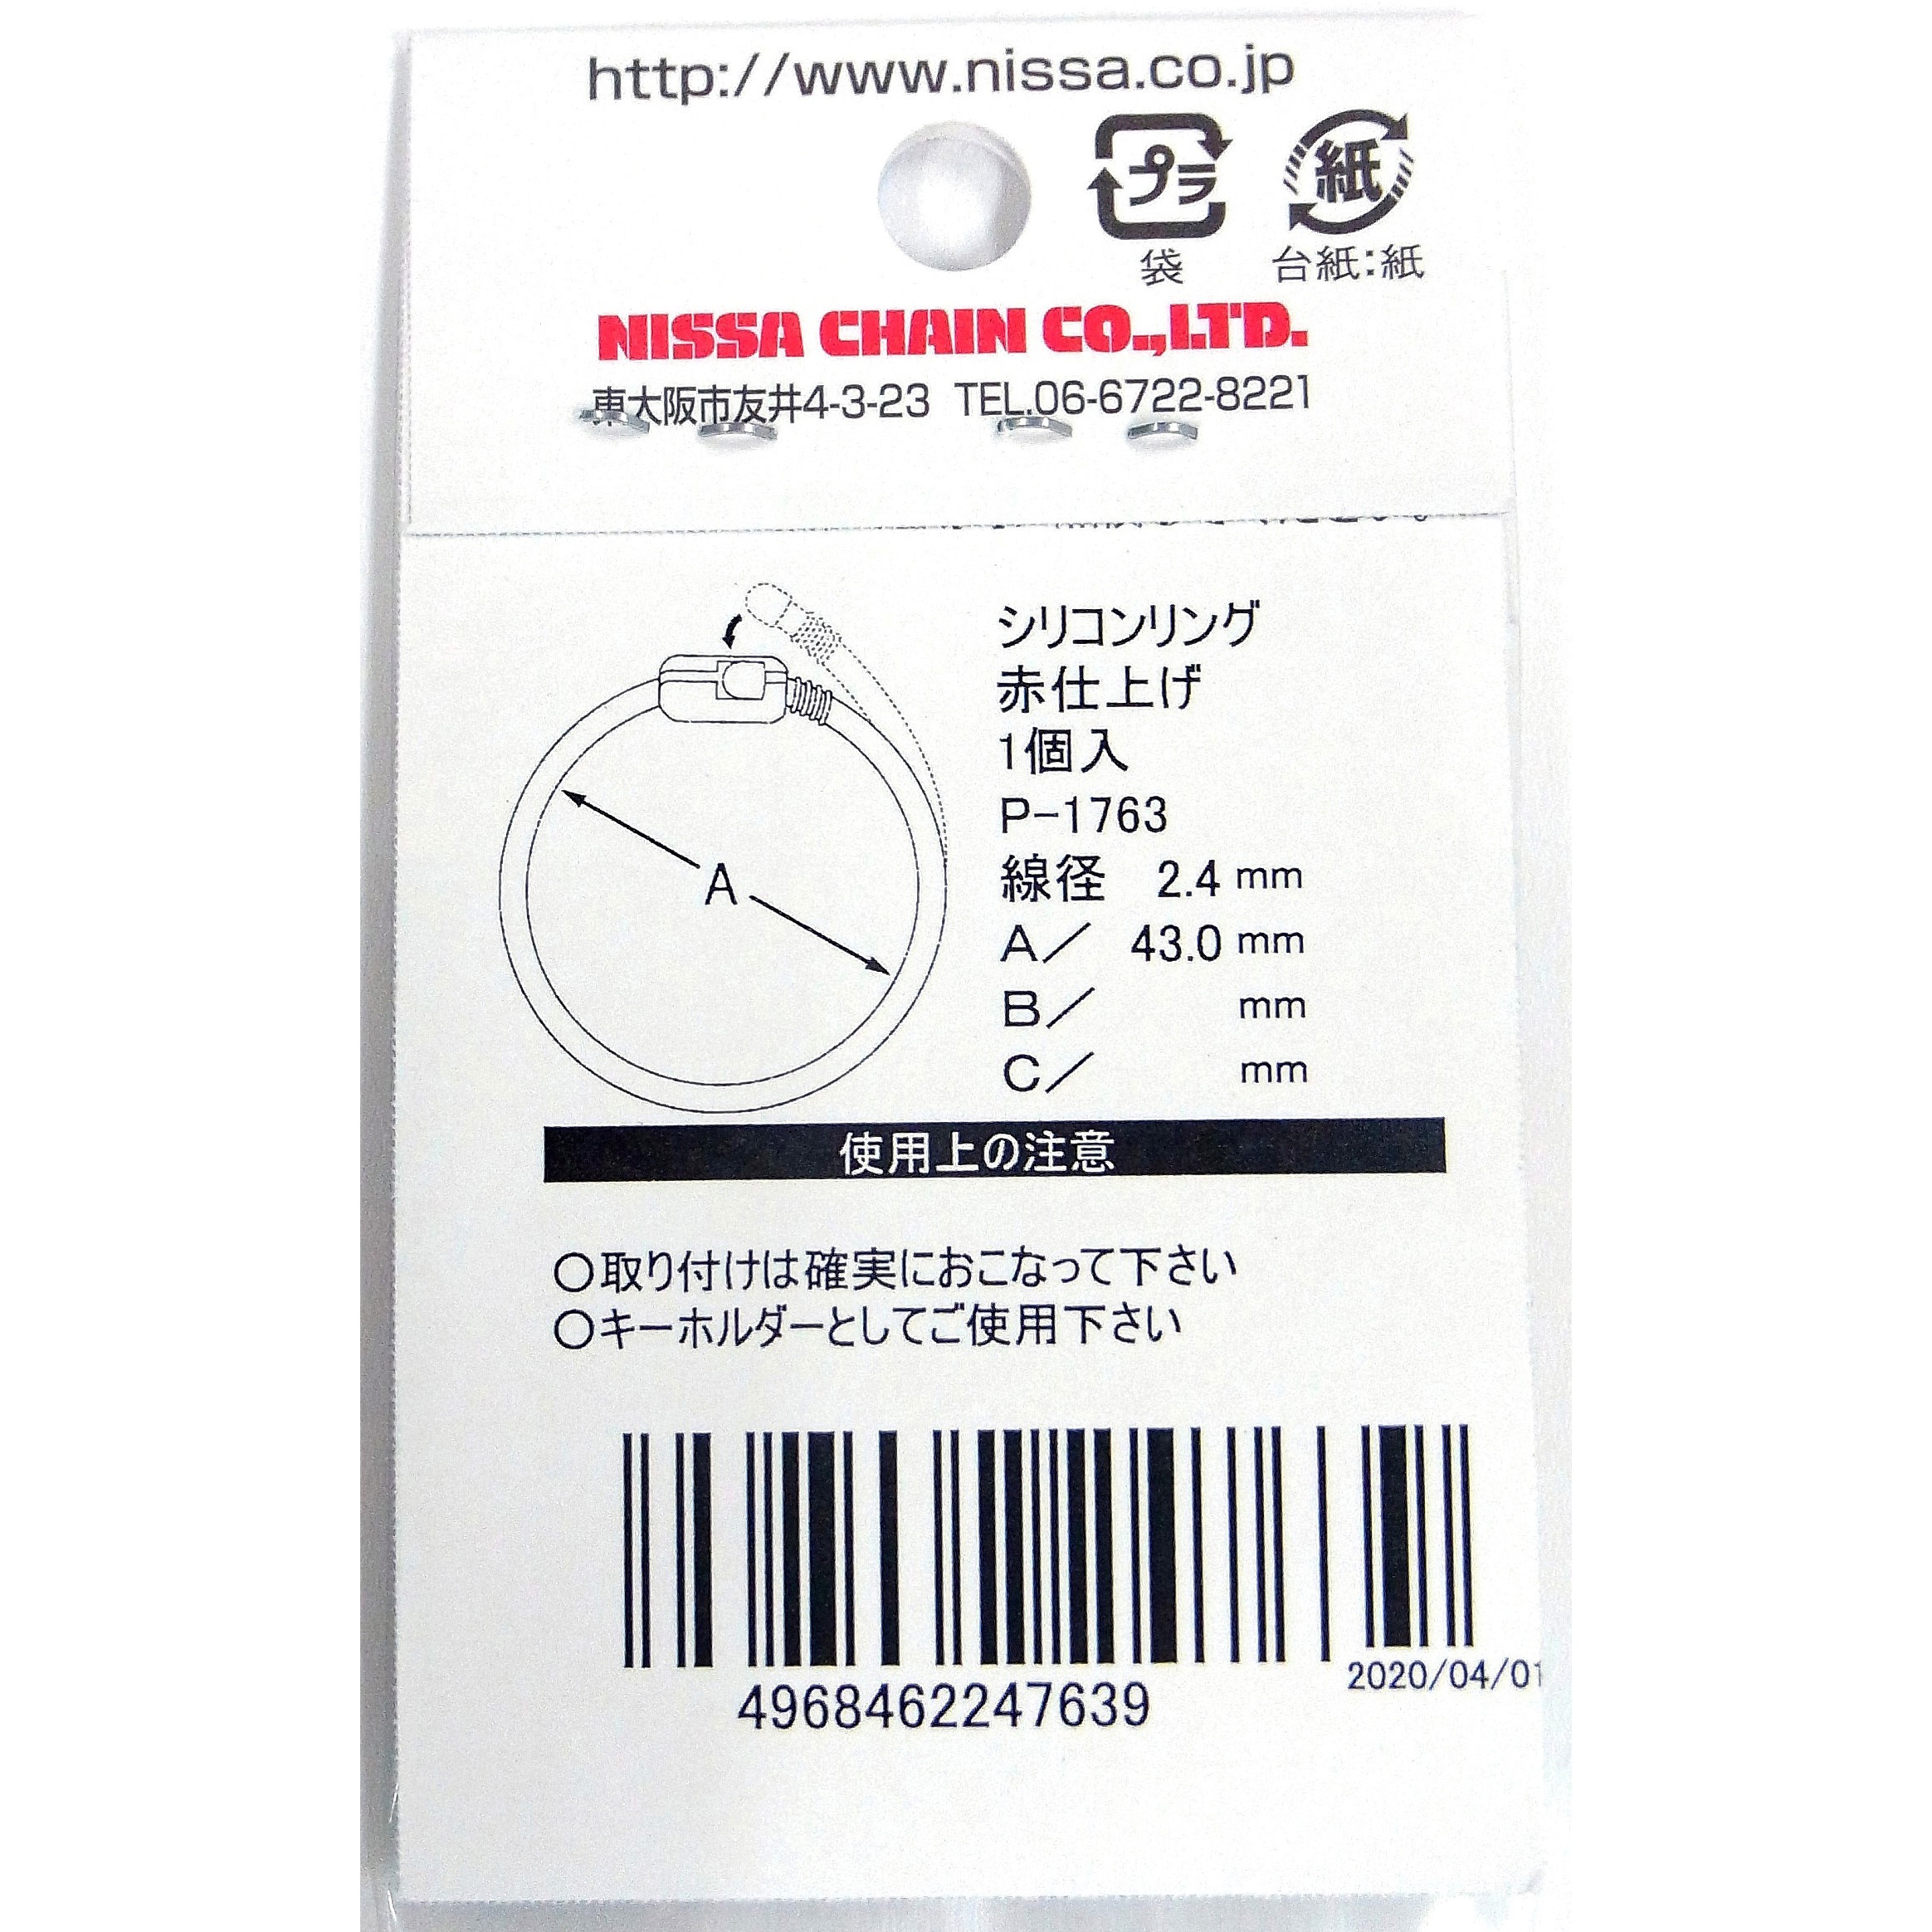 http://www.nissa.co.jp
プラ 紙
袋 台紙:紙
NISSA CHAIN CO.,LTD.
東大阪市友井4-3-23 TEL.06-6722-8221
シリコンリング
赤仕上げ
1個入
P-1763
線径 2.4 mm
A／ 43.0 mm
B／ mm
C／ mm
A
使用上の注意
○取り付けは確実におこなって下さい
○キーホルダーとしてご使用下さい
2020/04/01
4968462247639